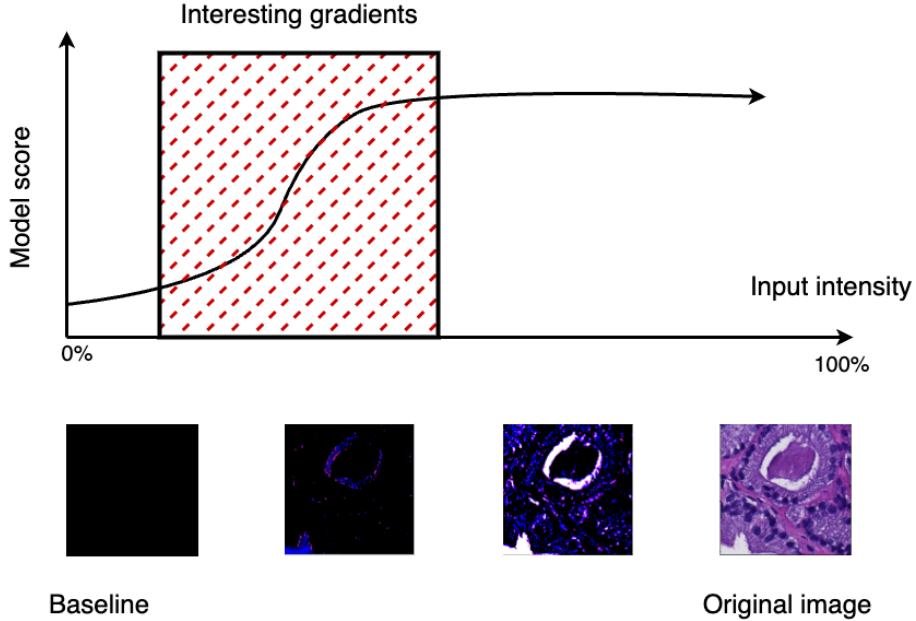 Interesting gradients
Model score
Input intensity
0%
100%
Baseline
Original image